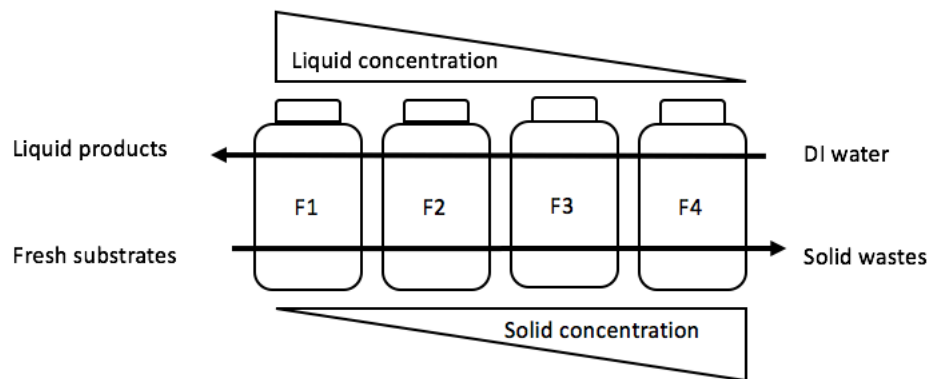 Liquid concentration
Liquid products
DI water
F1
F2
F3
F4
Fresh substrates
Solid wastes
Solid concentration